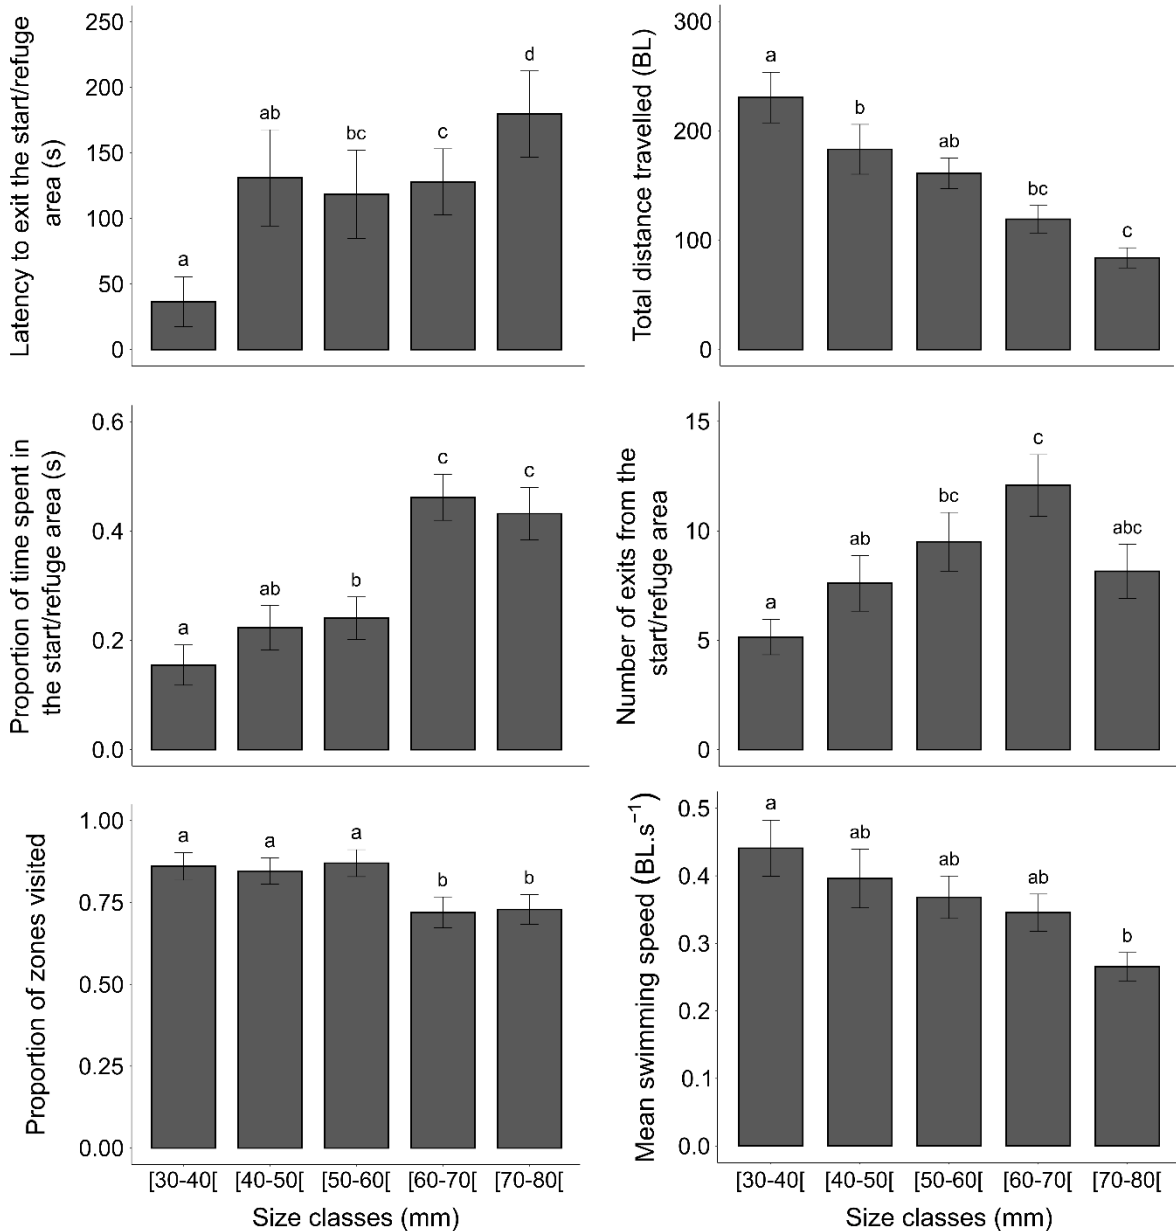 Latency to exit the start/refuge
area (s)
250
200
150
100
50
0
a
ab
bc
c
d
Total distance travelled (BL)
300
200
100
0
a
b
ab
bc
c
Proportion of time spent in
the start/refuge area (s)
0.6
0.4
0.2
0.0
a
ab
b
c
c
Number of exits from the
start/refuge area
15
10
5
0
a
ab
bc
c
abc
Proportion of zones visited
1.00
0.75
0.50
0.25
0.00
a
a
a
b
b
[30-40[ [40-50[ [50-60[ [60-70[ [70-80[
Size classes (mm)
Mean swimming speed (BL.s⁻¹)
0.5
0.4
0.3
0.2
0.1
0.0
a
ab
ab
ab
b
[30-40[ [40-50[ [50-60[ [60-70[ [70-80[
Size classes (mm)